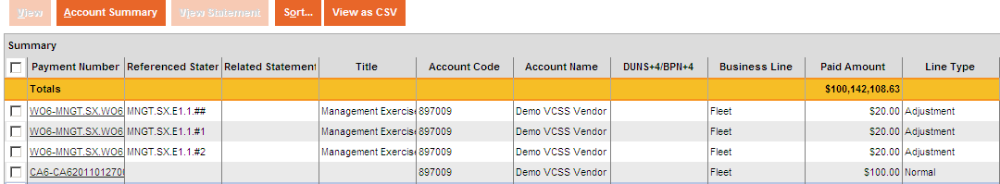 View Account Summary View Statement Sort... View as CSV
Summary
Payment Number Referenced Stater Related Statement Title Account Code Account Name DUNS+4/BPN+4 Business Line Paid Amount Line Type
Totals $100,142,108.63
WO6-MNGT.SX.WO6 MNGT.SX.E1.1.## Management Exercise 897009 Demo VCSS Vendor Fleet $20.00 Adjustment
WO6-MNGT.SX.WO6 MNGT.SX.E1.1.#1 Management Exercise 897009 Demo VCSS Vendor Fleet $20.00 Adjustment
WO6-MNGT.SX.WO6 MNGT.SX.E1.1.#2 Management Exercise 897009 Demo VCSS Vendor Fleet $20.00 Adjustment
CA6-CA6201101270 897009 Demo VCSS Vendor Fleet $100.00 Normal